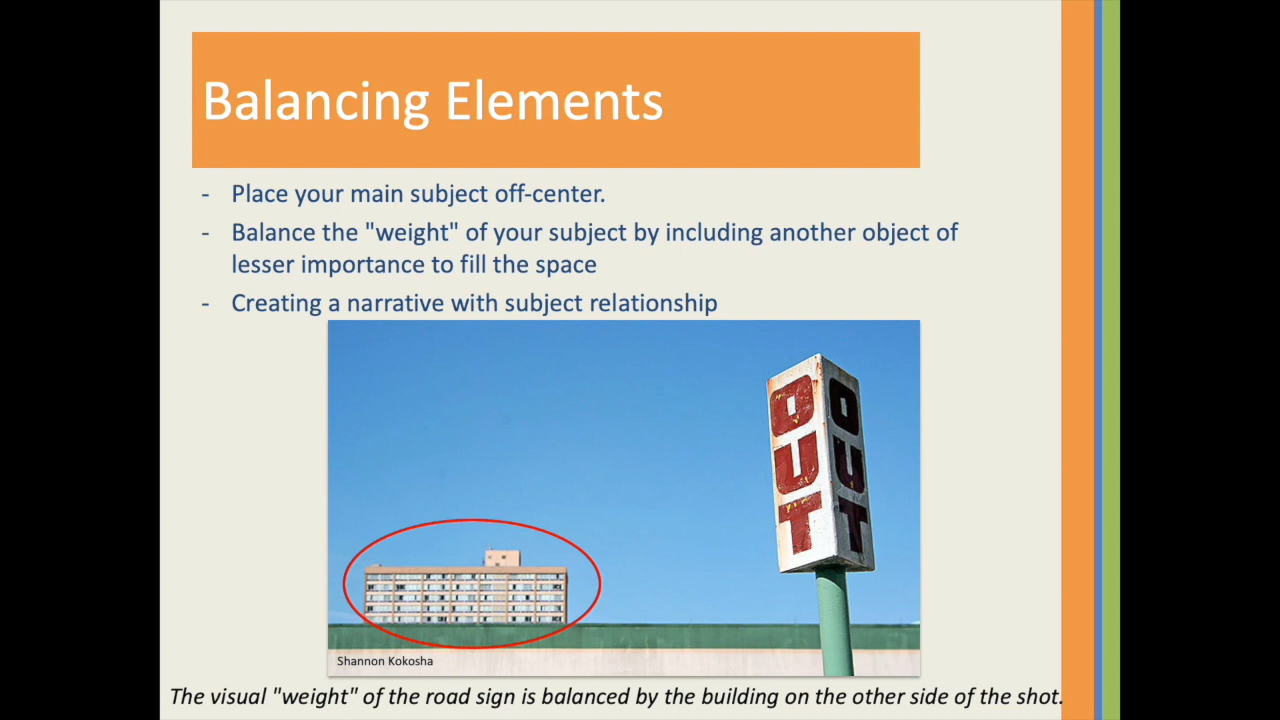 Balancing Elements
- Place your main subject off-center.
- Balance the "weight" of your subject by including another object of
lesser importance to fill the space
- Creating a narrative with subject relationship
OUT
OUT
Shannon Kokosha
The visual "weight" of the road sign is balanced by the building on the other side of the shot.